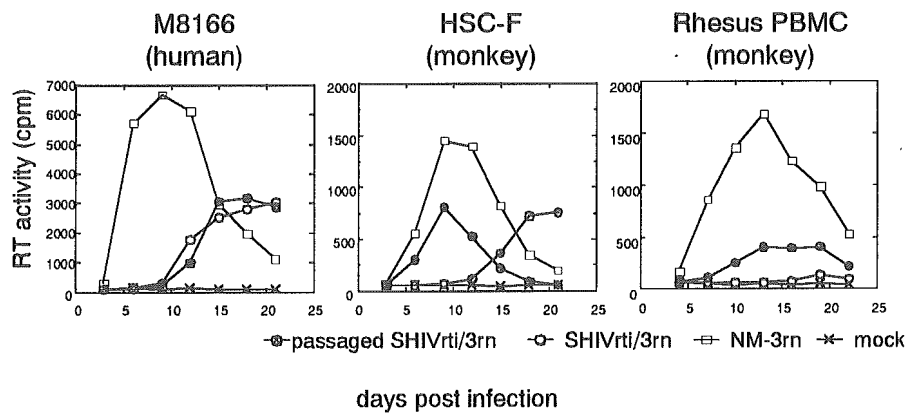 M8166
(human)
HSC-F
(monkey)
Rhesus PBMC
(monkey)
RT activity (cpm)
7000
6000
5000
4000
3000
2000
1000
0
0 5 10 15 20 25
2000
1500
1000
500
0 5 10 15 20 25
2000
1500
1000
500
0
0 5 10 15 20 25
passaged SHIVrti/3rn SHIVrti/3rn NM-3rn mock
days post infection